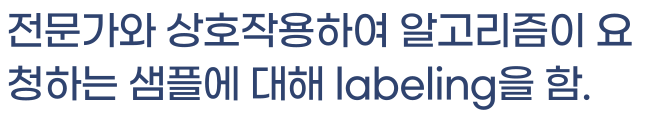 전문가와 상호작용하여 알고리즘이 요
청하는 샘플에 대해 labeling을 함.